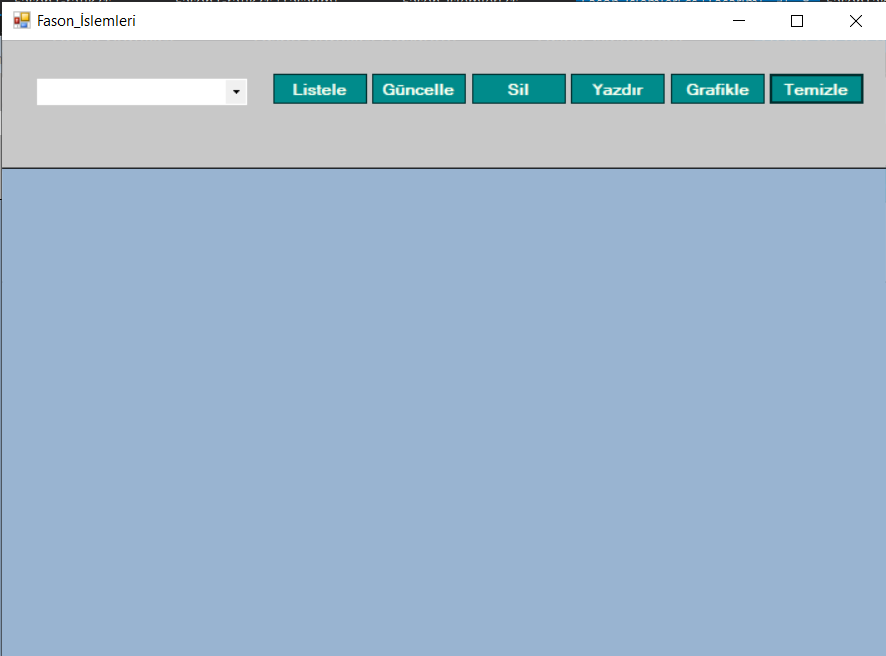 Fason_İslemleri
Listele Güncelle Sil Yazdır Grafikle Temizle